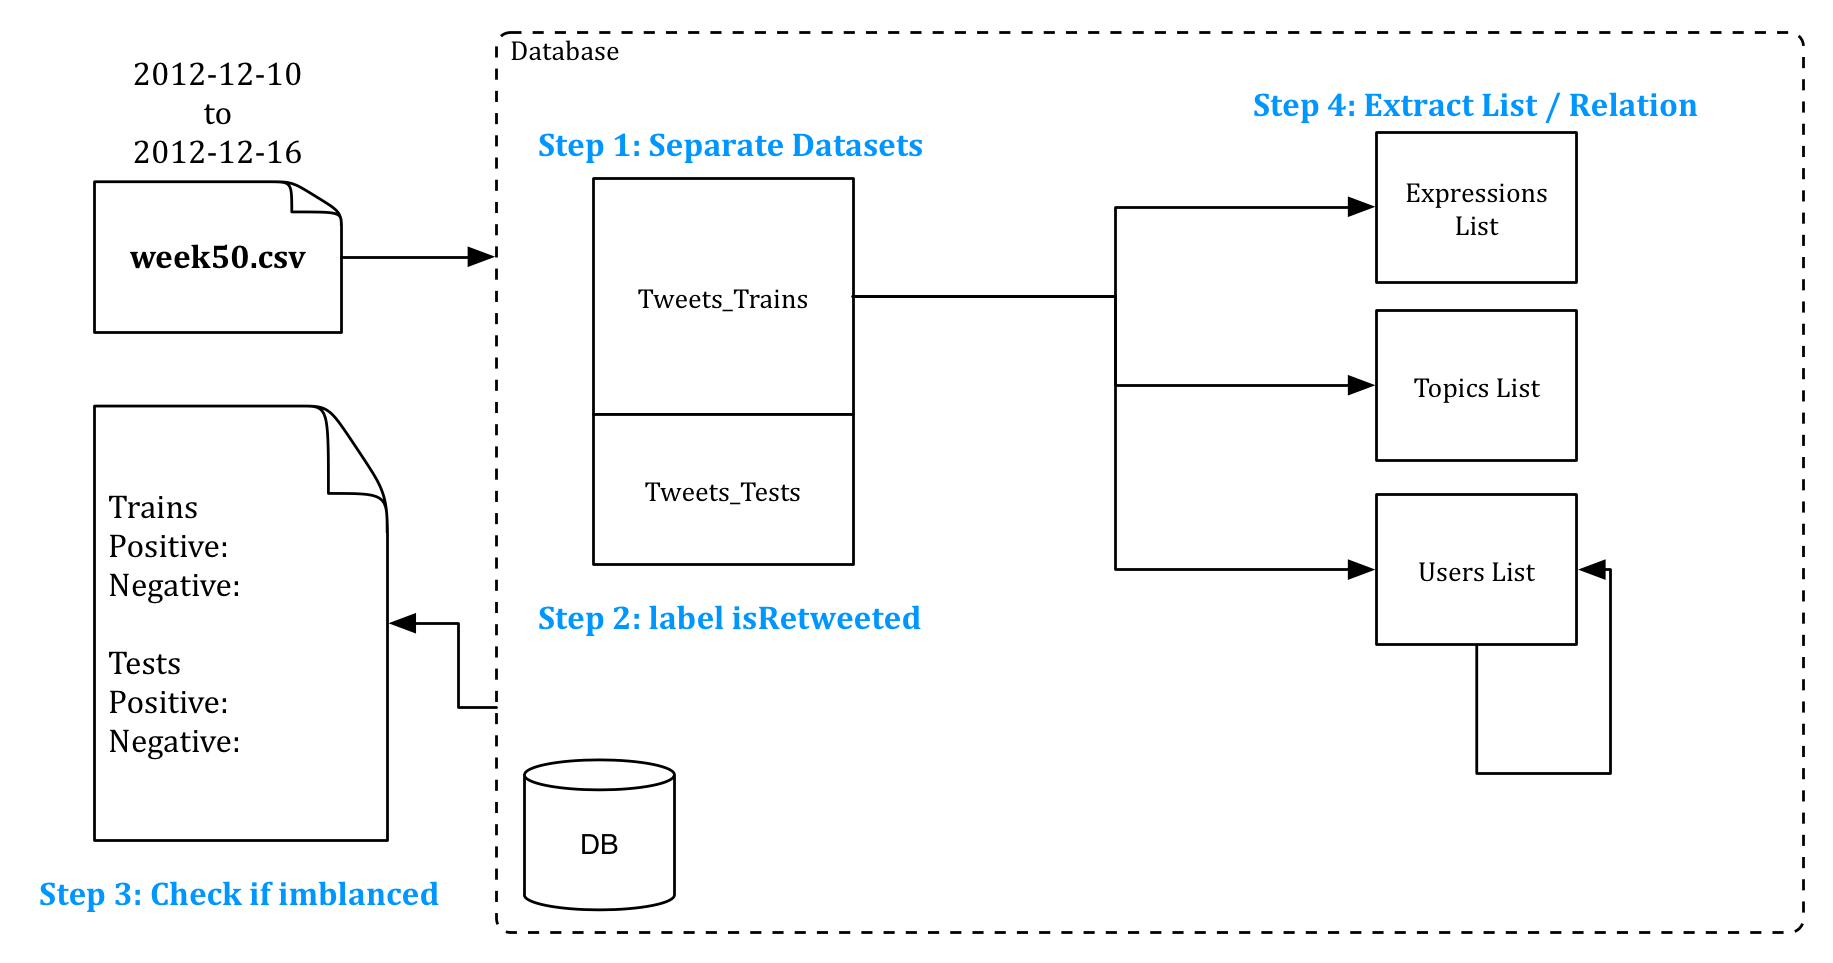 2012-12-10
to
2012-12-16
week50.csv
Database
Step 1: Separate Datasets
Tweets_Trains
Tweets_Tests
Step 2: label isRetweeted
Trains
Positive:
Negative:
Tests
Positive:
Negative:
Step 3: Check if imblanced
DB
Step 4: Extract List / Relation
Expressions
List
Topics List
Users List